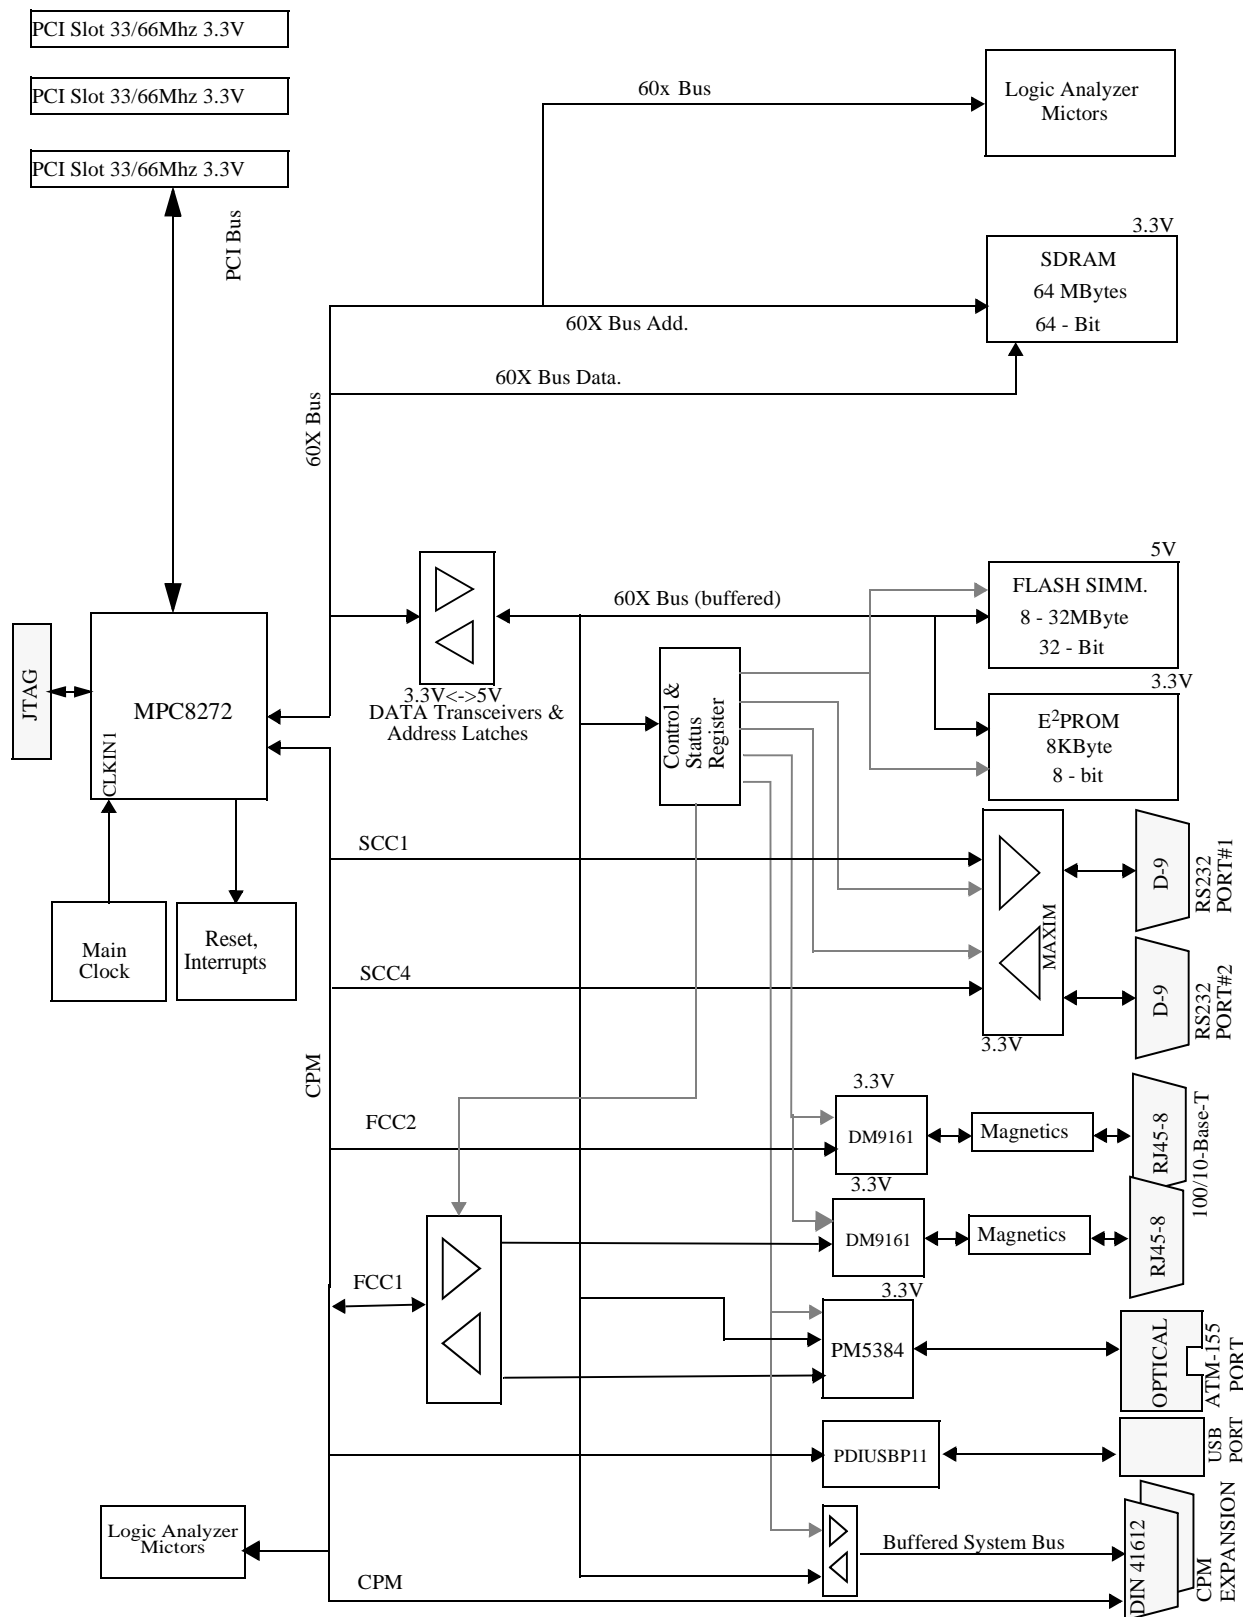 PCI Slot 33/66Mhz 3.3V
PCI Slot 33/66Mhz 3.3V
PCI Slot 33/66Mhz 3.3V
PCI Bus
60x Bus
Logic Analyzer
Mictors
3.3V
SDRAM
64 MBytes
64 - Bit
60X Bus Add.
60X Bus Data.
60X Bus
5V
FLASH SIMM.
8 - 32MByte
32 - Bit
60X Bus (buffered)
3.3V<->5V
DATA Transceivers &
Address Latches
JTAG
MPC8272
CLKIN1
Control &
Status
Register
3.3V
E²PROM
8KByte
8 - bit
Main
Clock
Reset,
Interrupts
SCC1
SCC4
MAXIM
3.3V
D-9
RS232
PORT#1
D-9
RS232
PORT#2
CPM
FCC2
3.3V
DM9161
Magnetics
RJ45-8
100/10-Base-T
3.3V
DM9161
Magnetics
RJ45-8
FCC1
3.3V
PM5384
OPTICAL
ATM-155
PORT
PDIUSBP11
USB
PORT
Logic Analyzer
Mictors
Buffered System Bus
CPM
DIN 41612
CPM
EXPANSION